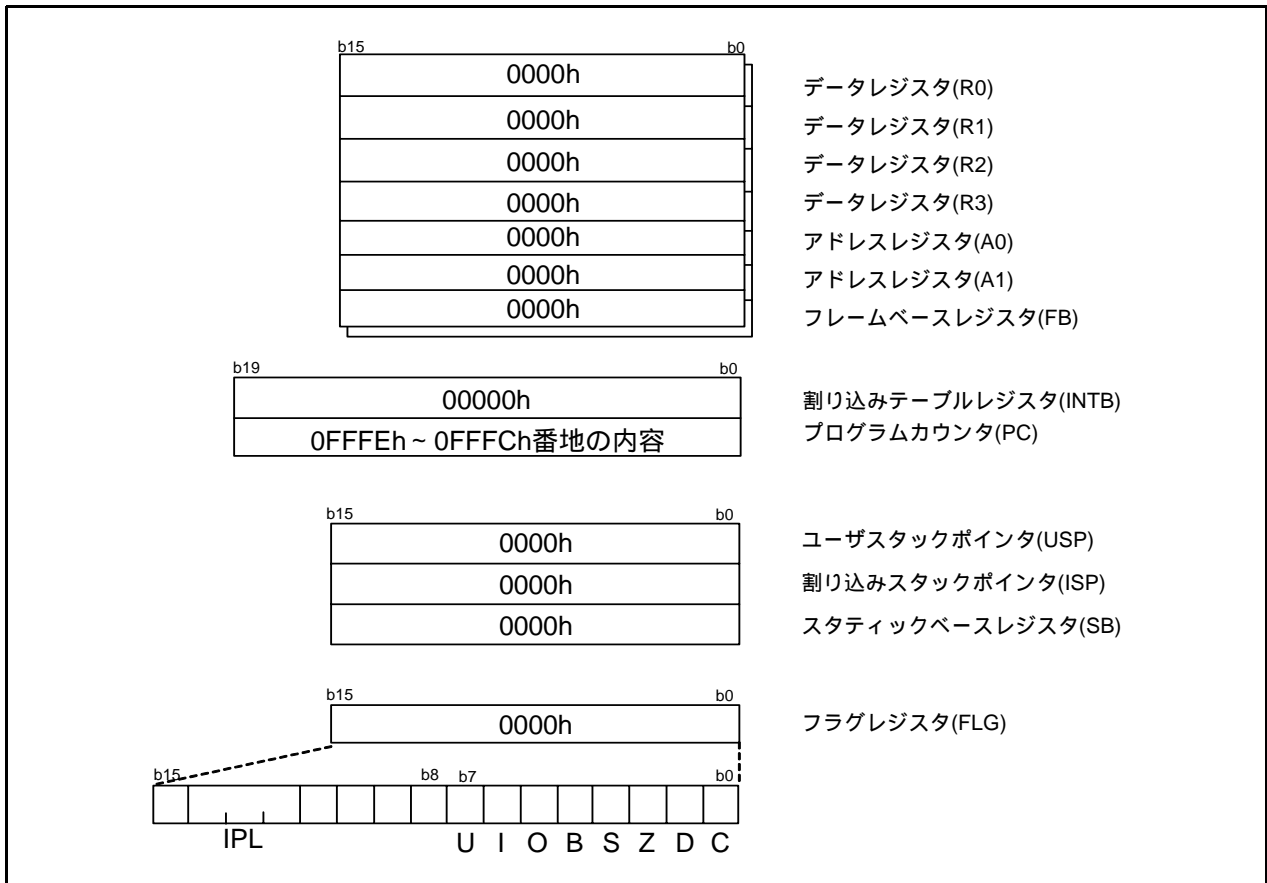 b15 b0
0000h データレジスタ(R0)
0000h データレジスタ(R1)
0000h データレジスタ(R2)
0000h データレジスタ(R3)
0000h アドレスレジスタ(A0)
0000h アドレスレジスタ(A1)
0000h フレームベースレジスタ(FB)
b19 b0
00000h 割り込みテーブルレジスタ(INTB)
0FFFEh ~ 0FFFCh番地の内容 プログラムカウンタ(PC)
b15 b0
0000h ユーザスタックポインタ(USP)
0000h 割り込みスタックポインタ(ISP)
0000h スタティックベースレジスタ(SB)
b15 b0
0000h フラグレジスタ(FLG)
b15 b8 b7 b0
IPL U I O B S Z D C